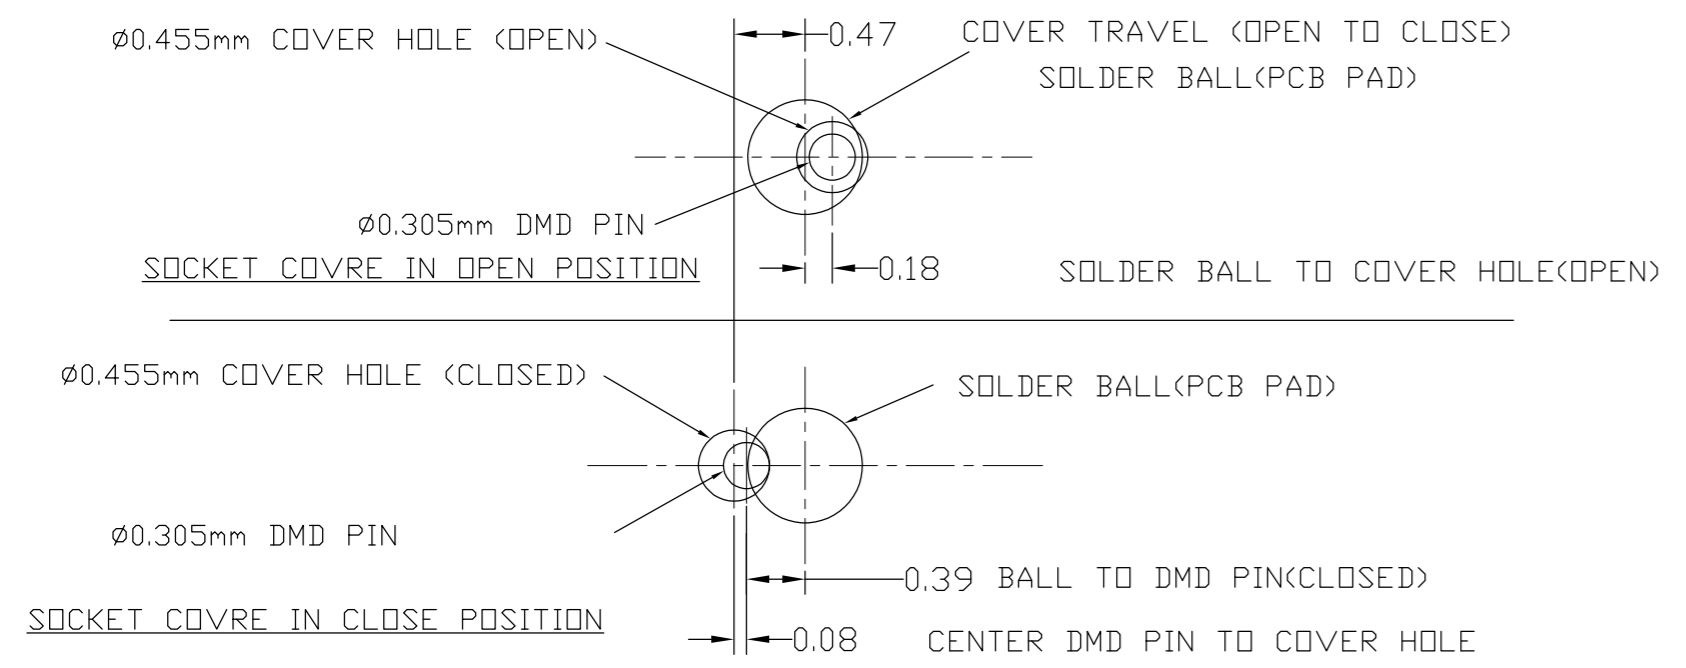 Ø0.455mm COVER HOLE (OPEN)
0.47
COVER TRAVEL (OPEN TO CLOSE)
SOLDER BALL(PCB PAD)
Ø0.305mm DMD PIN
SOCKET COVRE IN OPEN POSITION
0.18
SOLDER BALL TO COVER HOLE(OPEN)
Ø0.455mm COVER HOLE (CLOSED)
SOLDER BALL(PCB PAD)
Ø0.305mm DMD PIN
0.39 BALL TO DMD PIN(CLOSED)
SOCKET COVRE IN CLOSE POSITION
0.08
CENTER DMD PIN TO COVER HOLE